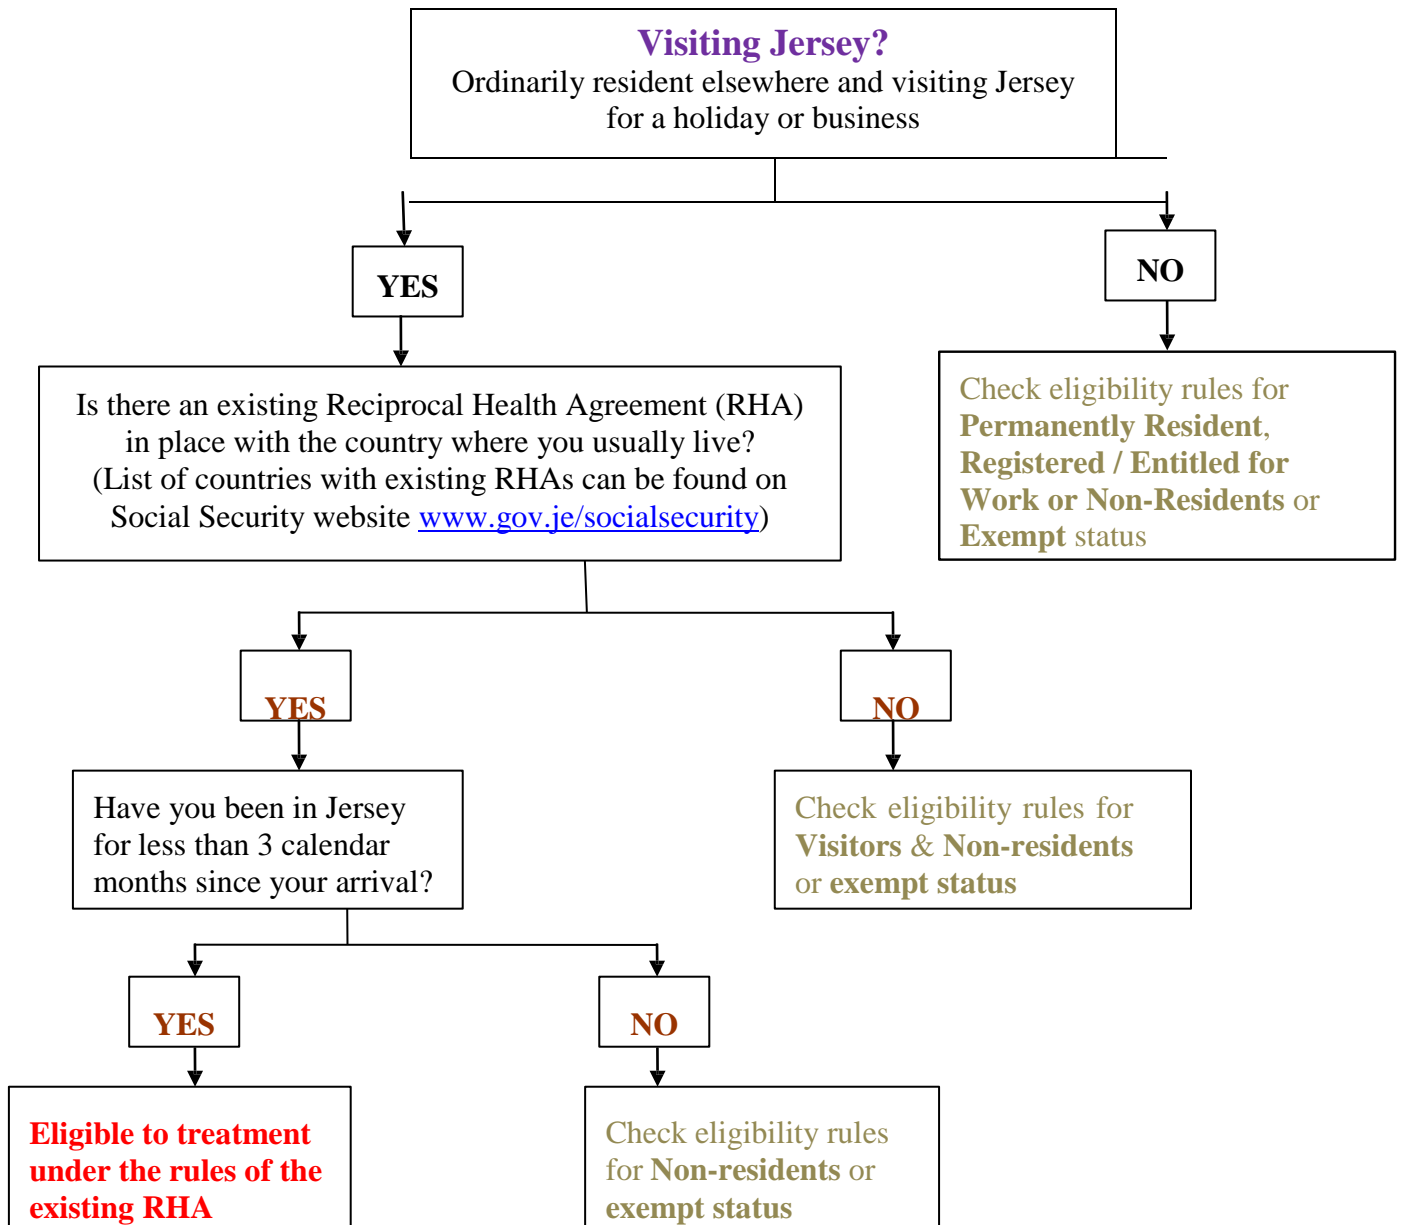 Visiting Jersey?
Ordinarily resident elsewhere and visiting Jersey
for a holiday or business
YES
NO
Is there an existing Reciprocal Health Agreement (RHA)
in place with the country where you usually live?
(List of countries with existing RHAs can be found on
Social Security website www.gov.je/socialsecurity)
Check eligibility rules for
Permanently Resident,
Registered / Entitled for
Work or Non-Residents or
Exempt status
YES
NO
Have you been in Jersey
for less than 3 calendar
months since your arrival?
Check eligibility rules for
Visitors & Non-residents
or exempt status
YES
NO
Eligible to treatment
under the rules of the
existing RHA
Check eligibility rules
for Non-residents or
exempt status